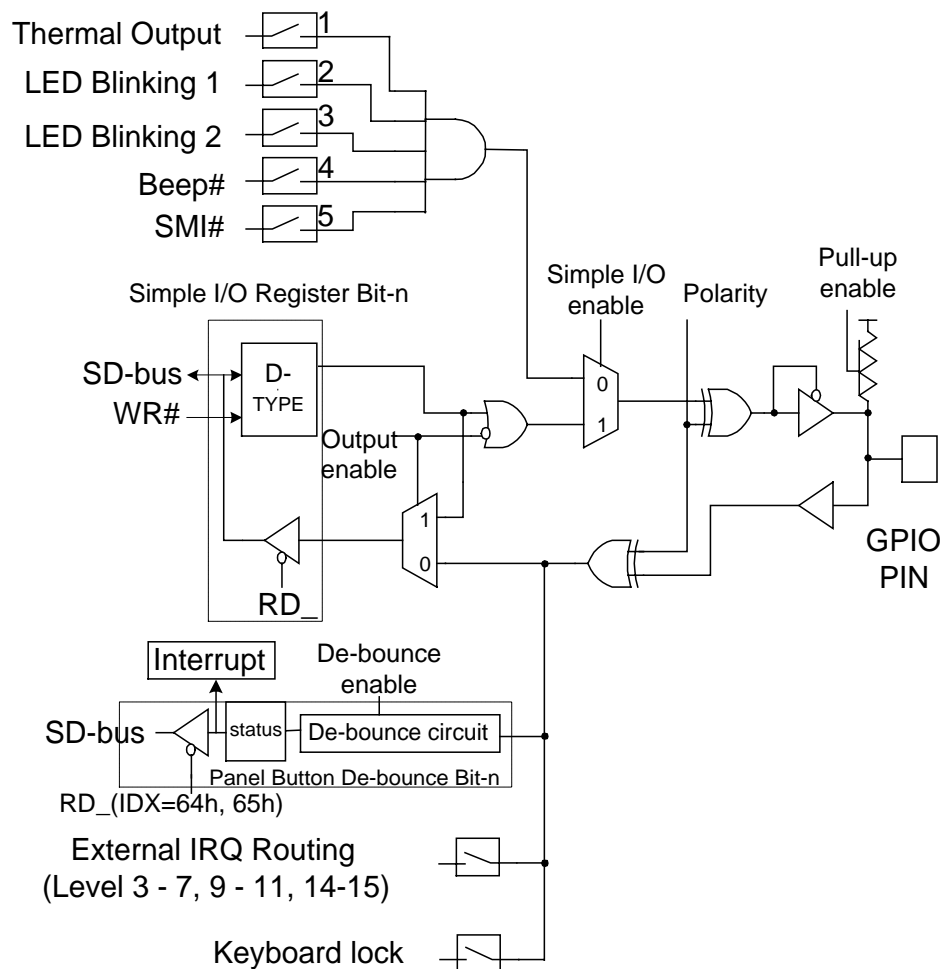 Thermal Output
1
LED Blinking 1
2
LED Blinking 2
3
Beep#
4
SMI#
5
Simple I/O
enable
Polarity
Pull-up
enable
Simple I/O Register Bit-n
SD-bus
WR#
D-
TYPE
0
1
Output
enable
1
0
RD_
GPIO
PIN
Interrupt
De-bounce
enable
SD-bus
status
De-bounce circuit
Panel Button De-bounce Bit-n
RD_(IDX=64h, 65h)
External IRQ Routing
(Level 3 - 7, 9 - 11, 14-15)
Keyboard lock